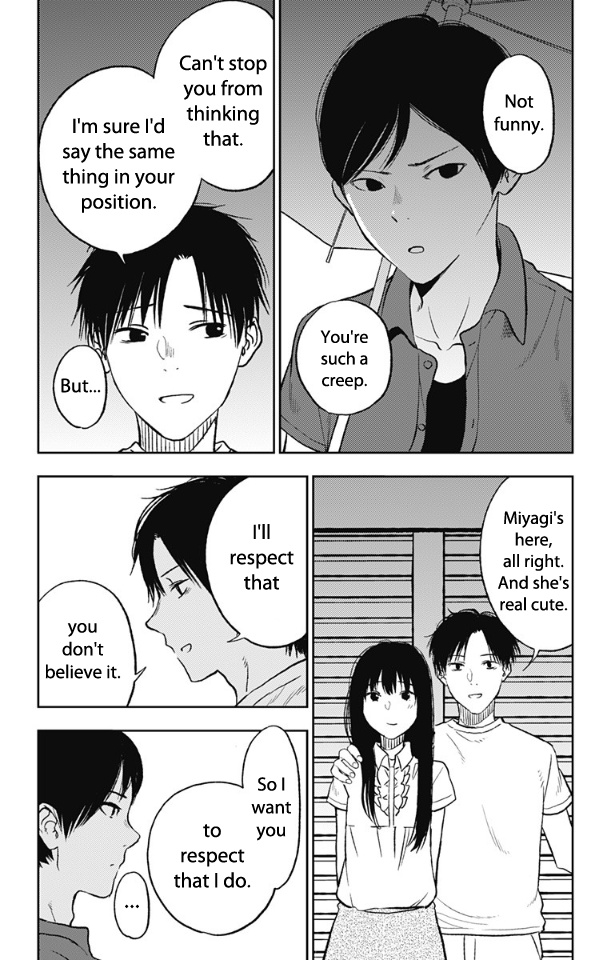 Not
funny.
You're
such a
creep.
Can't stop
you from
thinking
that.
I'm sure I'd
say the same
thing in your
position.
But...
Miyagi's
here,
all right.
And she's
real cute.
I'll
respect
that
you
don't
believe it.
So I
want
you
to
respect
that I do.
...